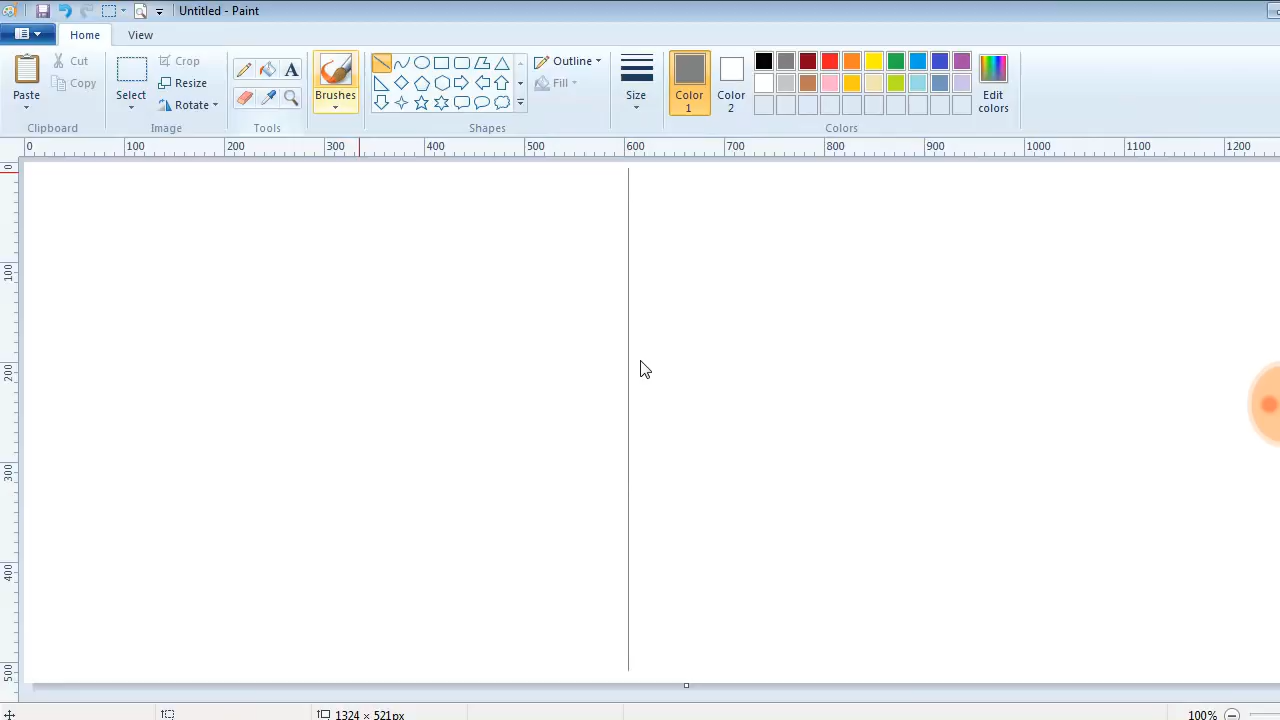 Untitled - Paint
Home View
Paste Cut Copy Select Crop Resize Rotate A Brushes Outline Fill Size Color 1 Color 2 Edit colors
Clipboard Image Tools Shapes Colors
0 100 200 300 400 500 600 700 800 900 1000 1100 1200
0
100
200
300
400
500
1324 × 521px 100%